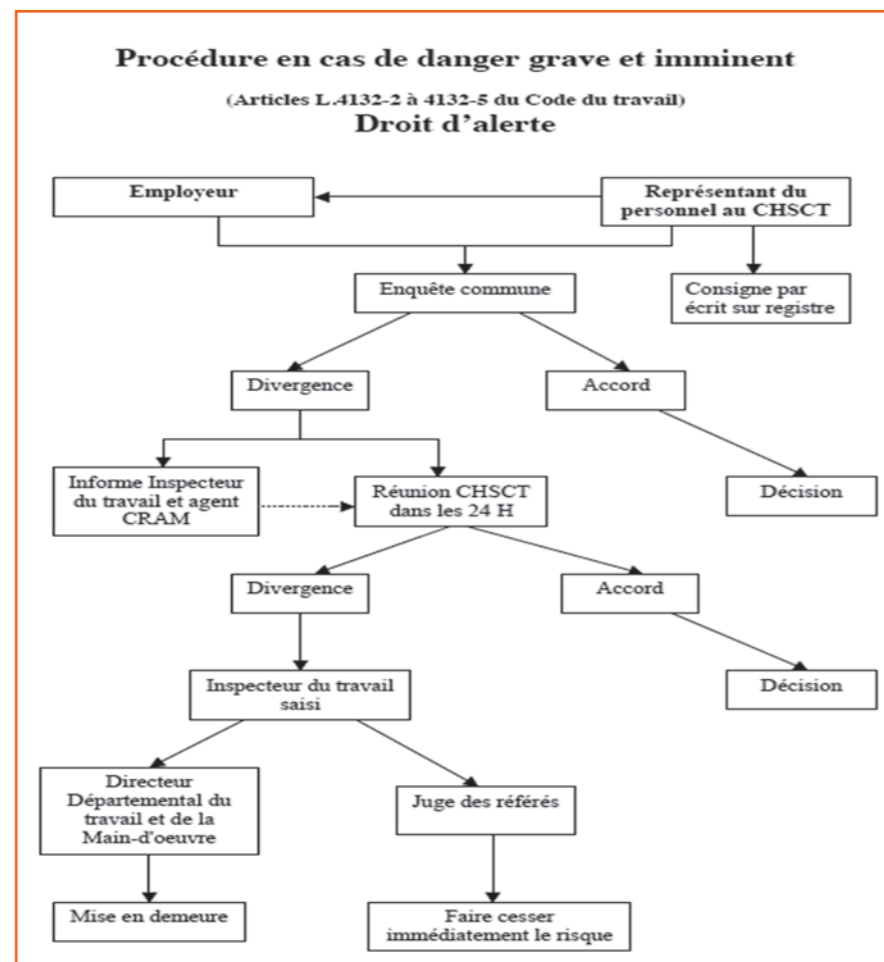 Procédure en cas de danger grave et imminent
(Articles L.4132-2 à 4132-5 du Code du travail)
Droit d'alerte
Employeur
Représentant du
personnel au CHSCT
Enquête commune
Consigne par
écrit sur registre
Divergence
Accord
Informe Inspecteur
du travail et agent
CRAM
Réunion CHSCT
dans les 24 H
Décision
Divergence
Accord
Inspecteur du travail
saisi
Décision
Directeur
Départemental du
travail et de la
Main-d'oeuvre
Juge des référés
Mise en demeure
Faire cesser
immédiatement le risque